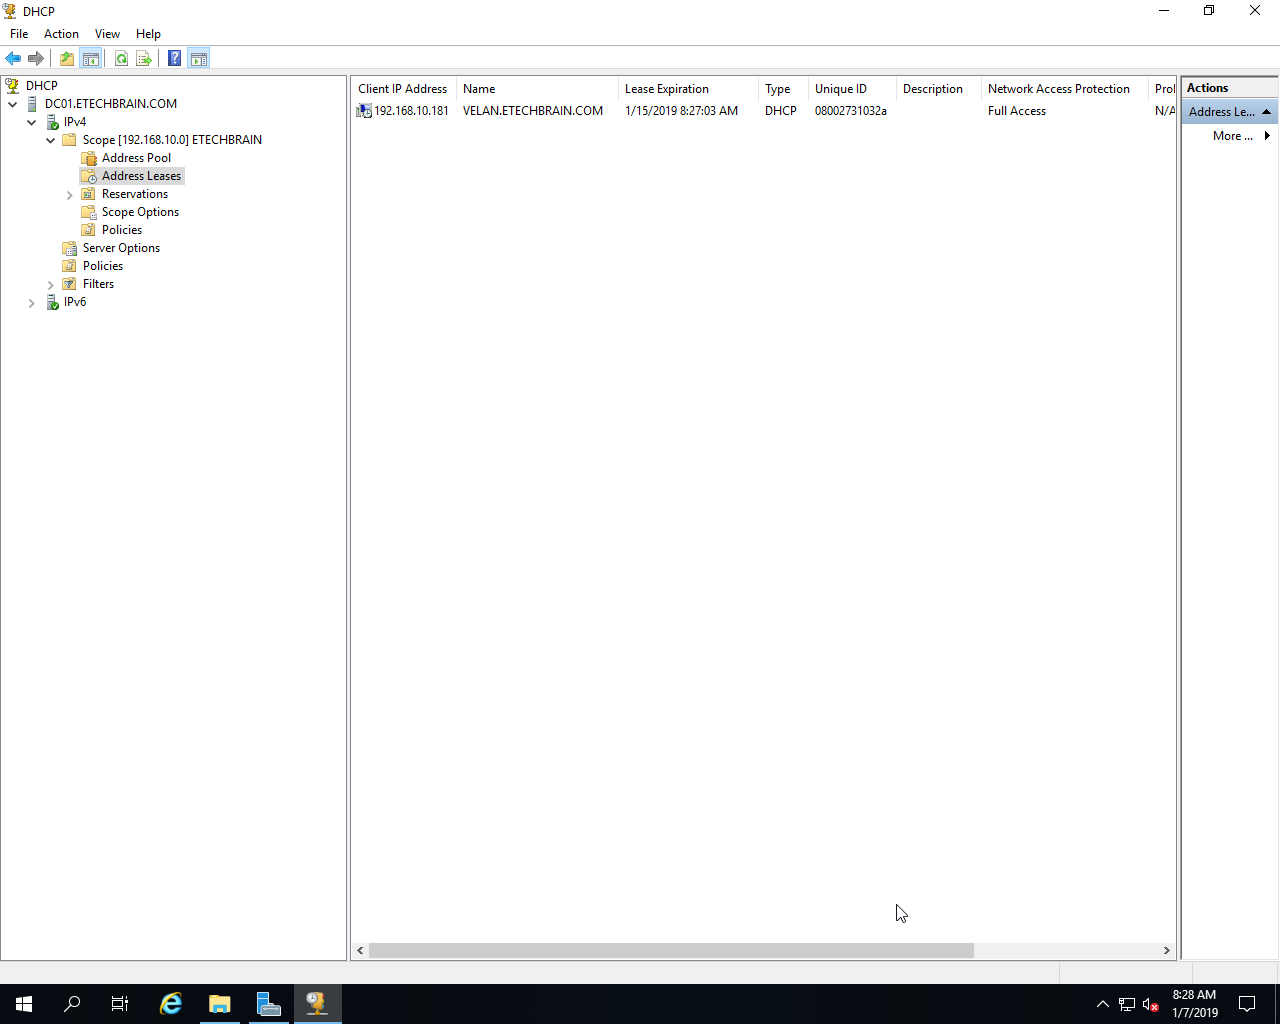 DHCP
File Action View Help
DHCP
DC01.ETECHBRAIN.COM
IPv4
Scope [192.168.10.0] ETECHBRAIN
Address Pool
Address Leases
Reservations
Scope Options
Policies
Server Options
Policies
Filters
IPv6
Client IP Address Name Lease Expiration Type Unique ID Description Network Access Protection Prol
192.168.10.181 VELAN.ETECHBRAIN.COM 1/15/2019 8:27:03 AM DHCP 08002731032a Full Access N/A
Actions
Address Le...
More ...
8:28 AM
1/7/2019